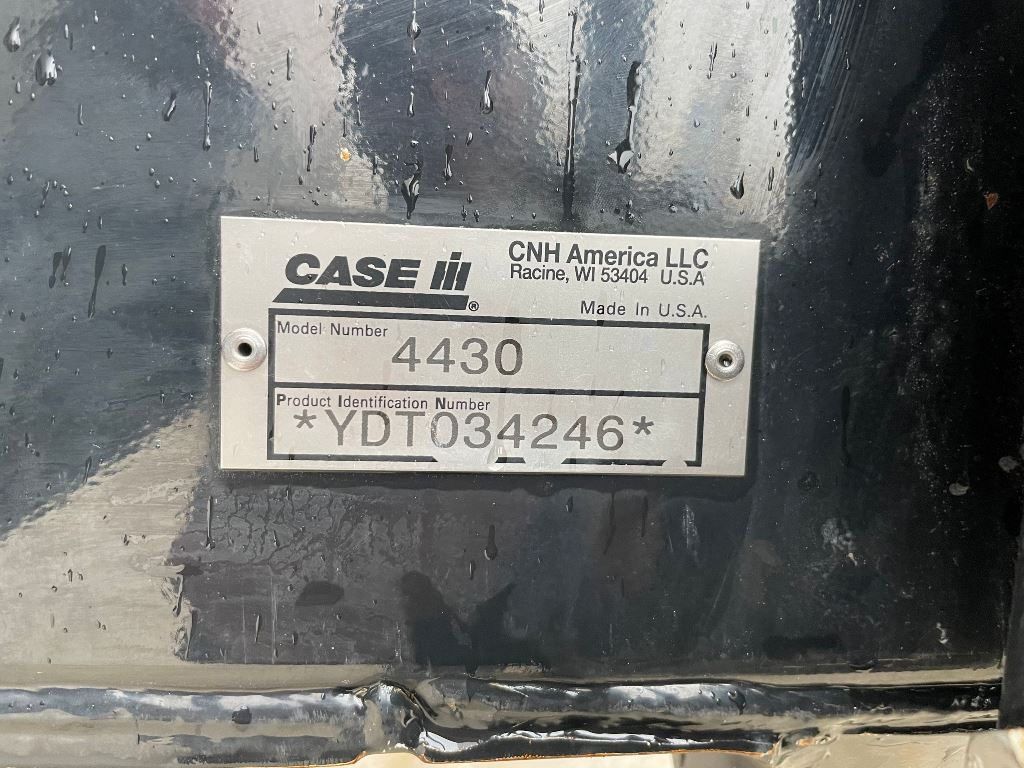 CASE IH®
CNH America LLC
Racine, WI 53404 U.S.A
Made In U.S.A.
Model Number
4430
Product Identification Number
*YDT034246*